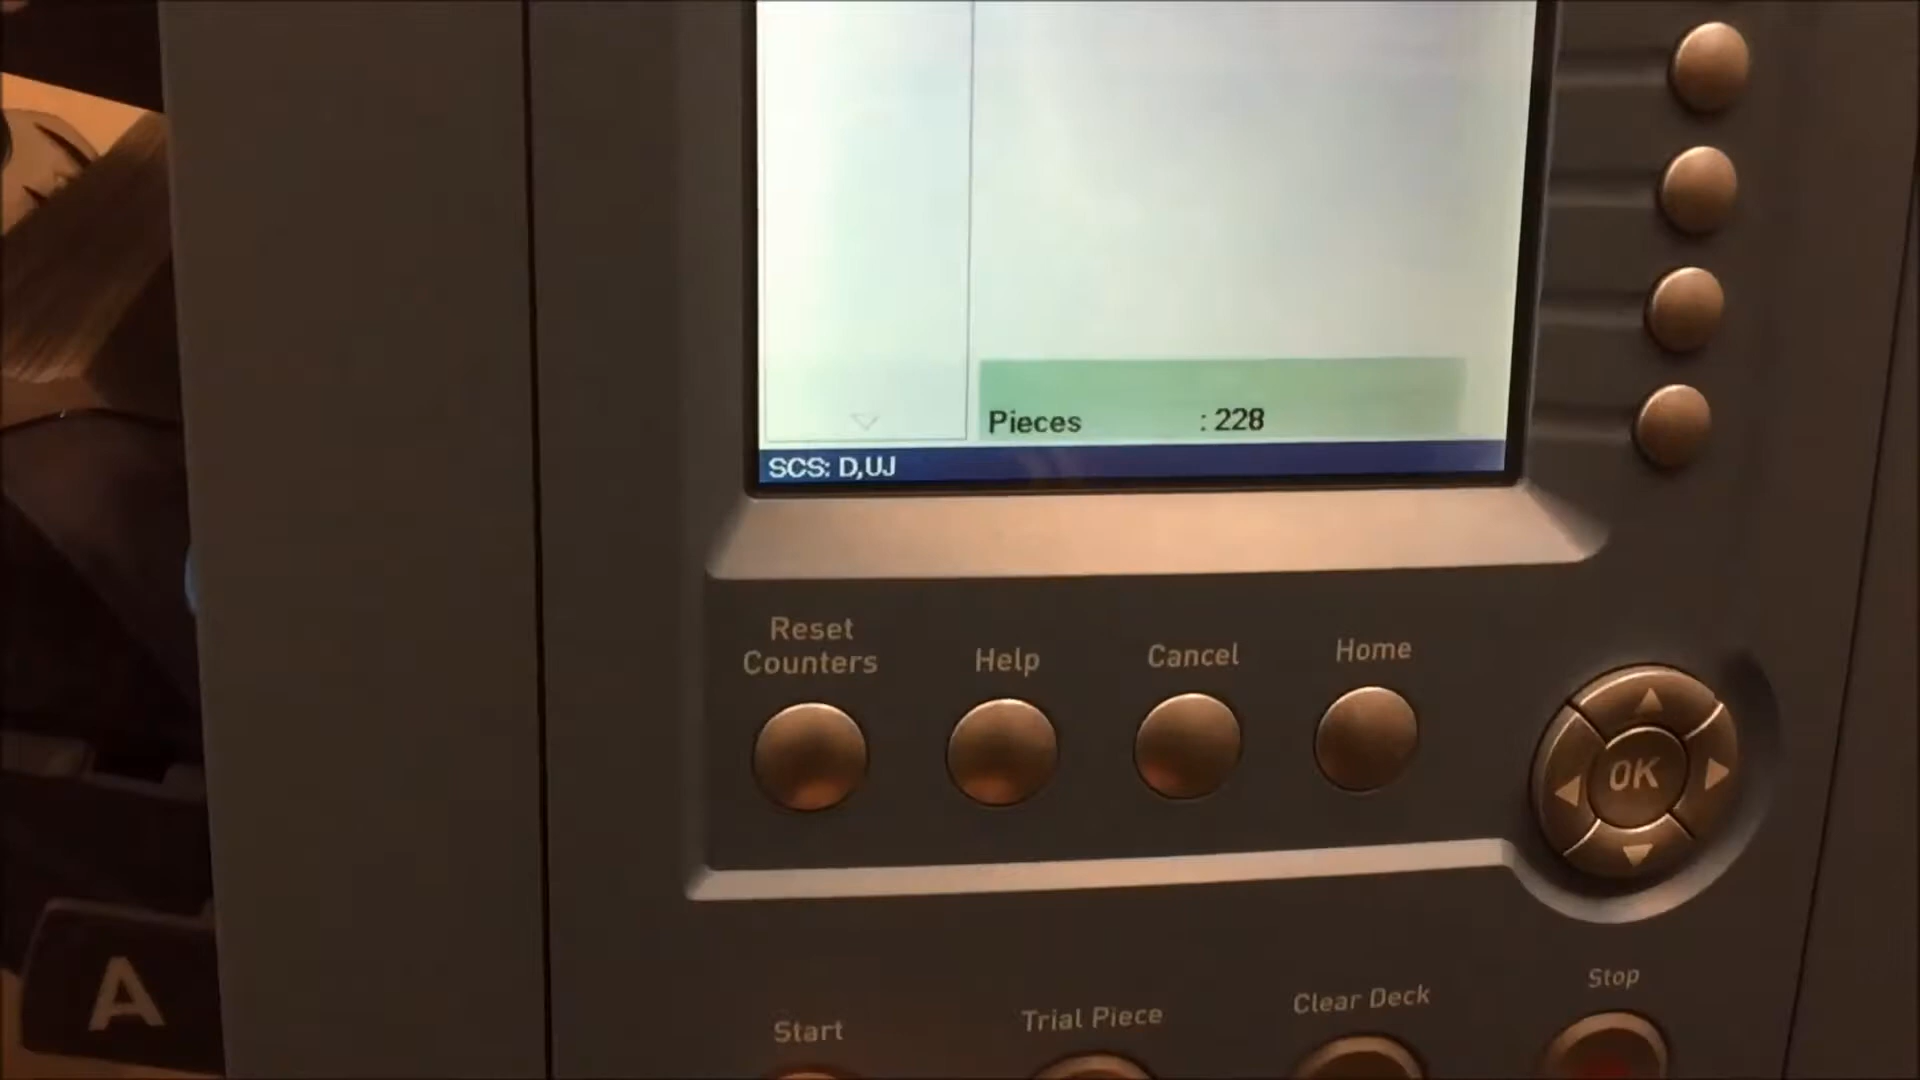 Pieces : 228
SCS: D,UJ
Reset
Counters
Help
Cancel
Home
OK
Start
Trial Piece
Clear Deck
Stop
A